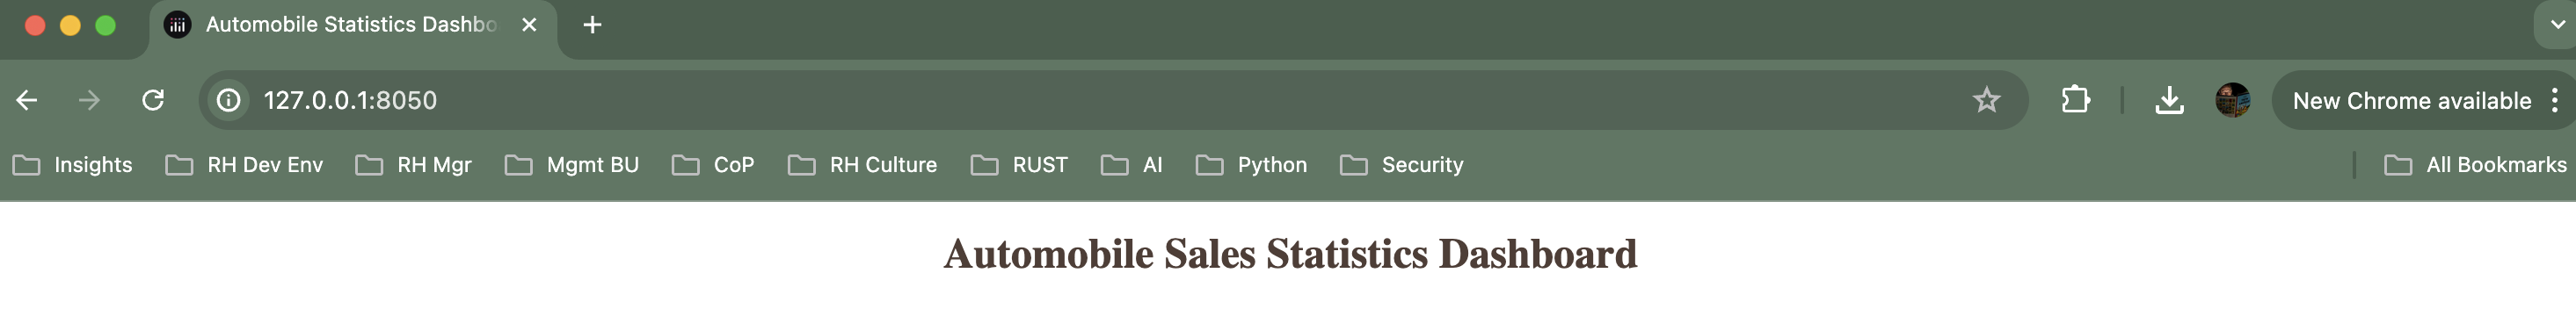 Automobile Statistics Dashbo
127.0.0.1:8050
New Chrome available
Insights RH Dev Env RH Mgr Mgmt BU CoP RH Culture RUST AI Python Security All Bookmarks
Automobile Sales Statistics Dashboard